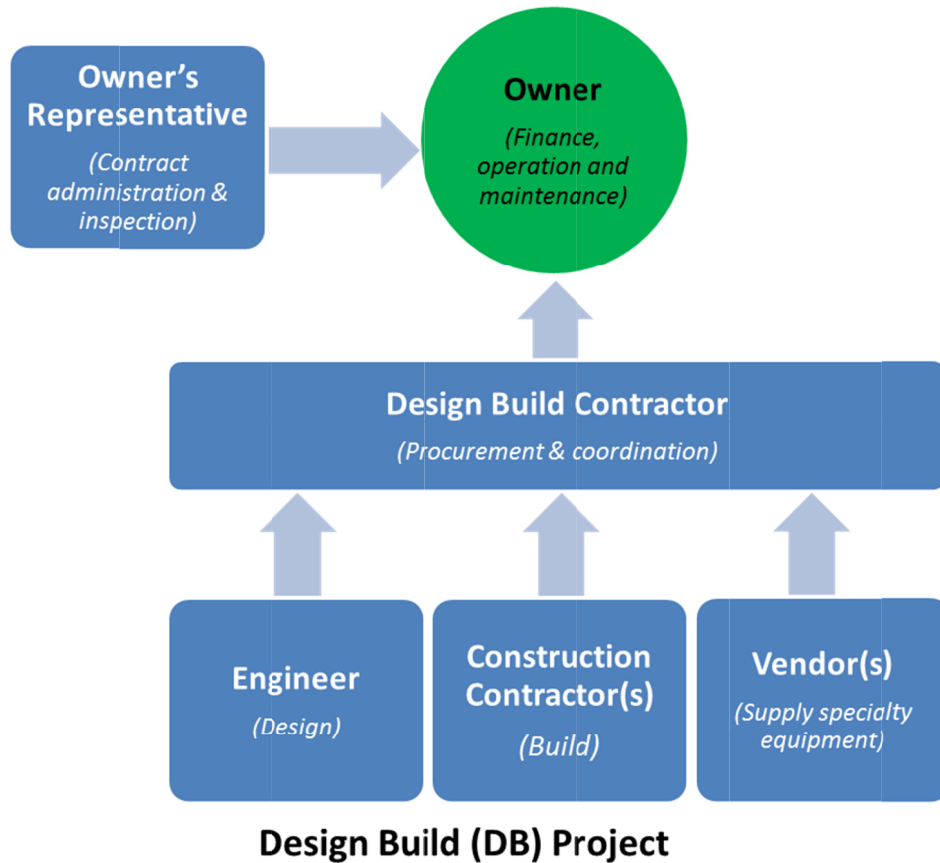 Owner's
Representative
(Contract
administration &
inspection)
Owner
(Finance,
operation and
maintenance)
Design Build Contractor
(Procurement & coordination)
Engineer
(Design)
Construction
Contractor(s)
(Build)
Vendor(s)
(Supply specialty
equipment)
Design Build (DB) Project